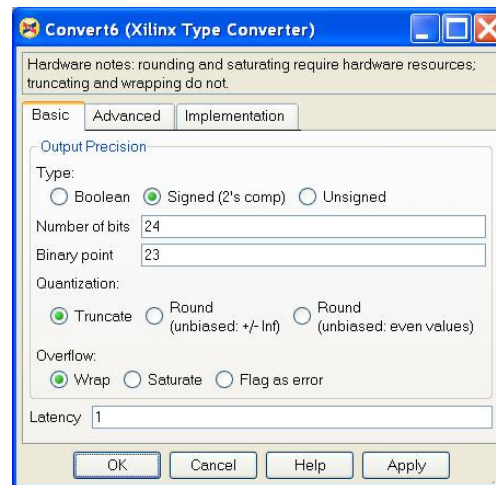 Convert6 (Xilinx Type Converter)
Hardware notes: rounding and saturating require hardware resources;
truncating and wrapping do not.
Basic Advanced Implementation
Output Precision
Type:
Boolean Signed (2's comp) Unsigned
Number of bits 24
Binary point 23
Quantization:
Truncate Round (unbiased: +/- Inf) Round (unbiased: even values)
Overflow:
Wrap Saturate Flag as error
Latency 1
OK Cancel Help Apply